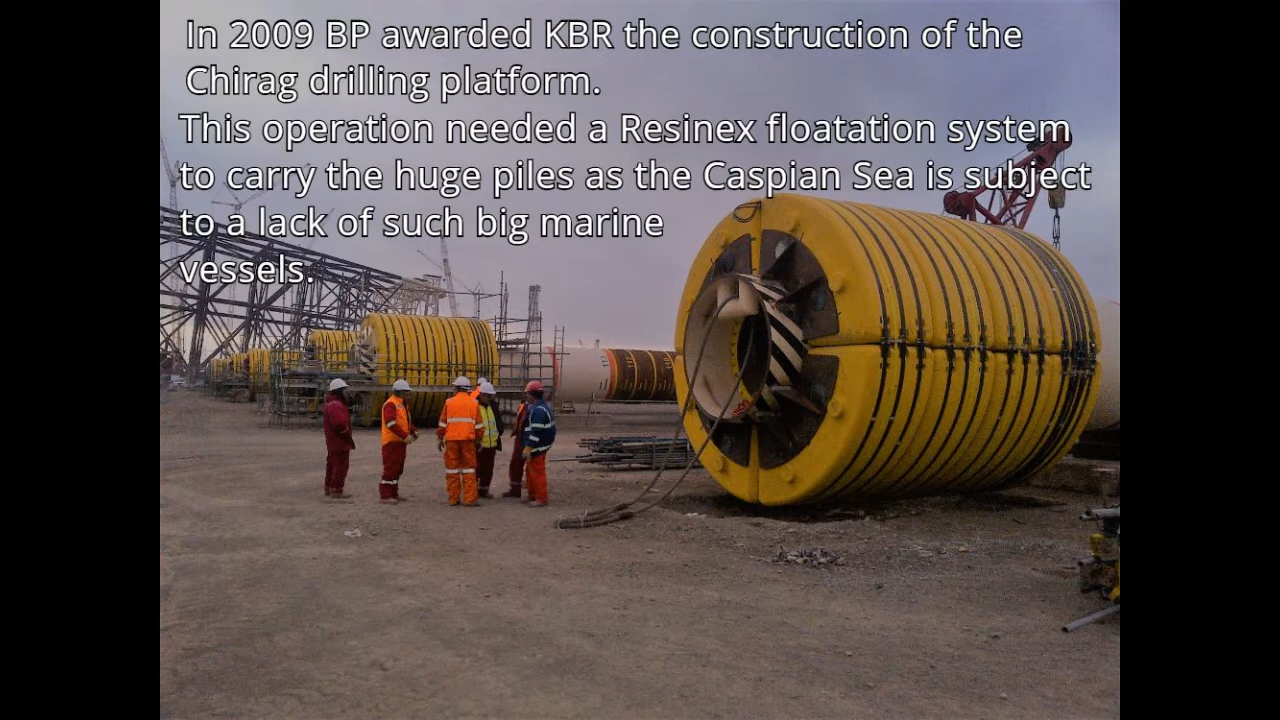 In 2009 BP awarded KBR the construction of the
Chirag drilling platform.
This operation needed a Resinex floatation system
to carry the huge piles as the Caspian Sea is subject
to a lack of such big marine
vessels.